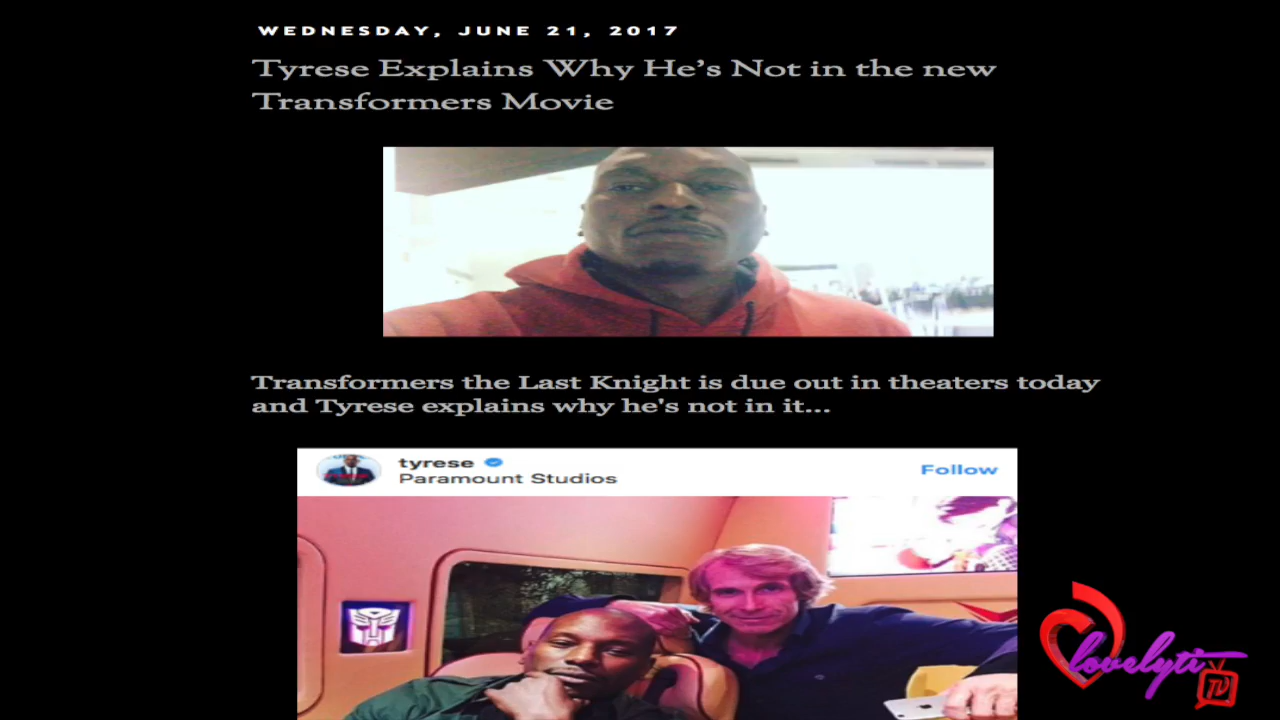 WEDNESDAY, JUNE 21, 2017
Tyrese Explains Why He’s Not in the new
Transformers Movie
Transformers the Last Knight is due out in theaters today
and Tyrese explains why he's not in it...
tyrese
Paramount Studios
Follow
lovelyti
TV